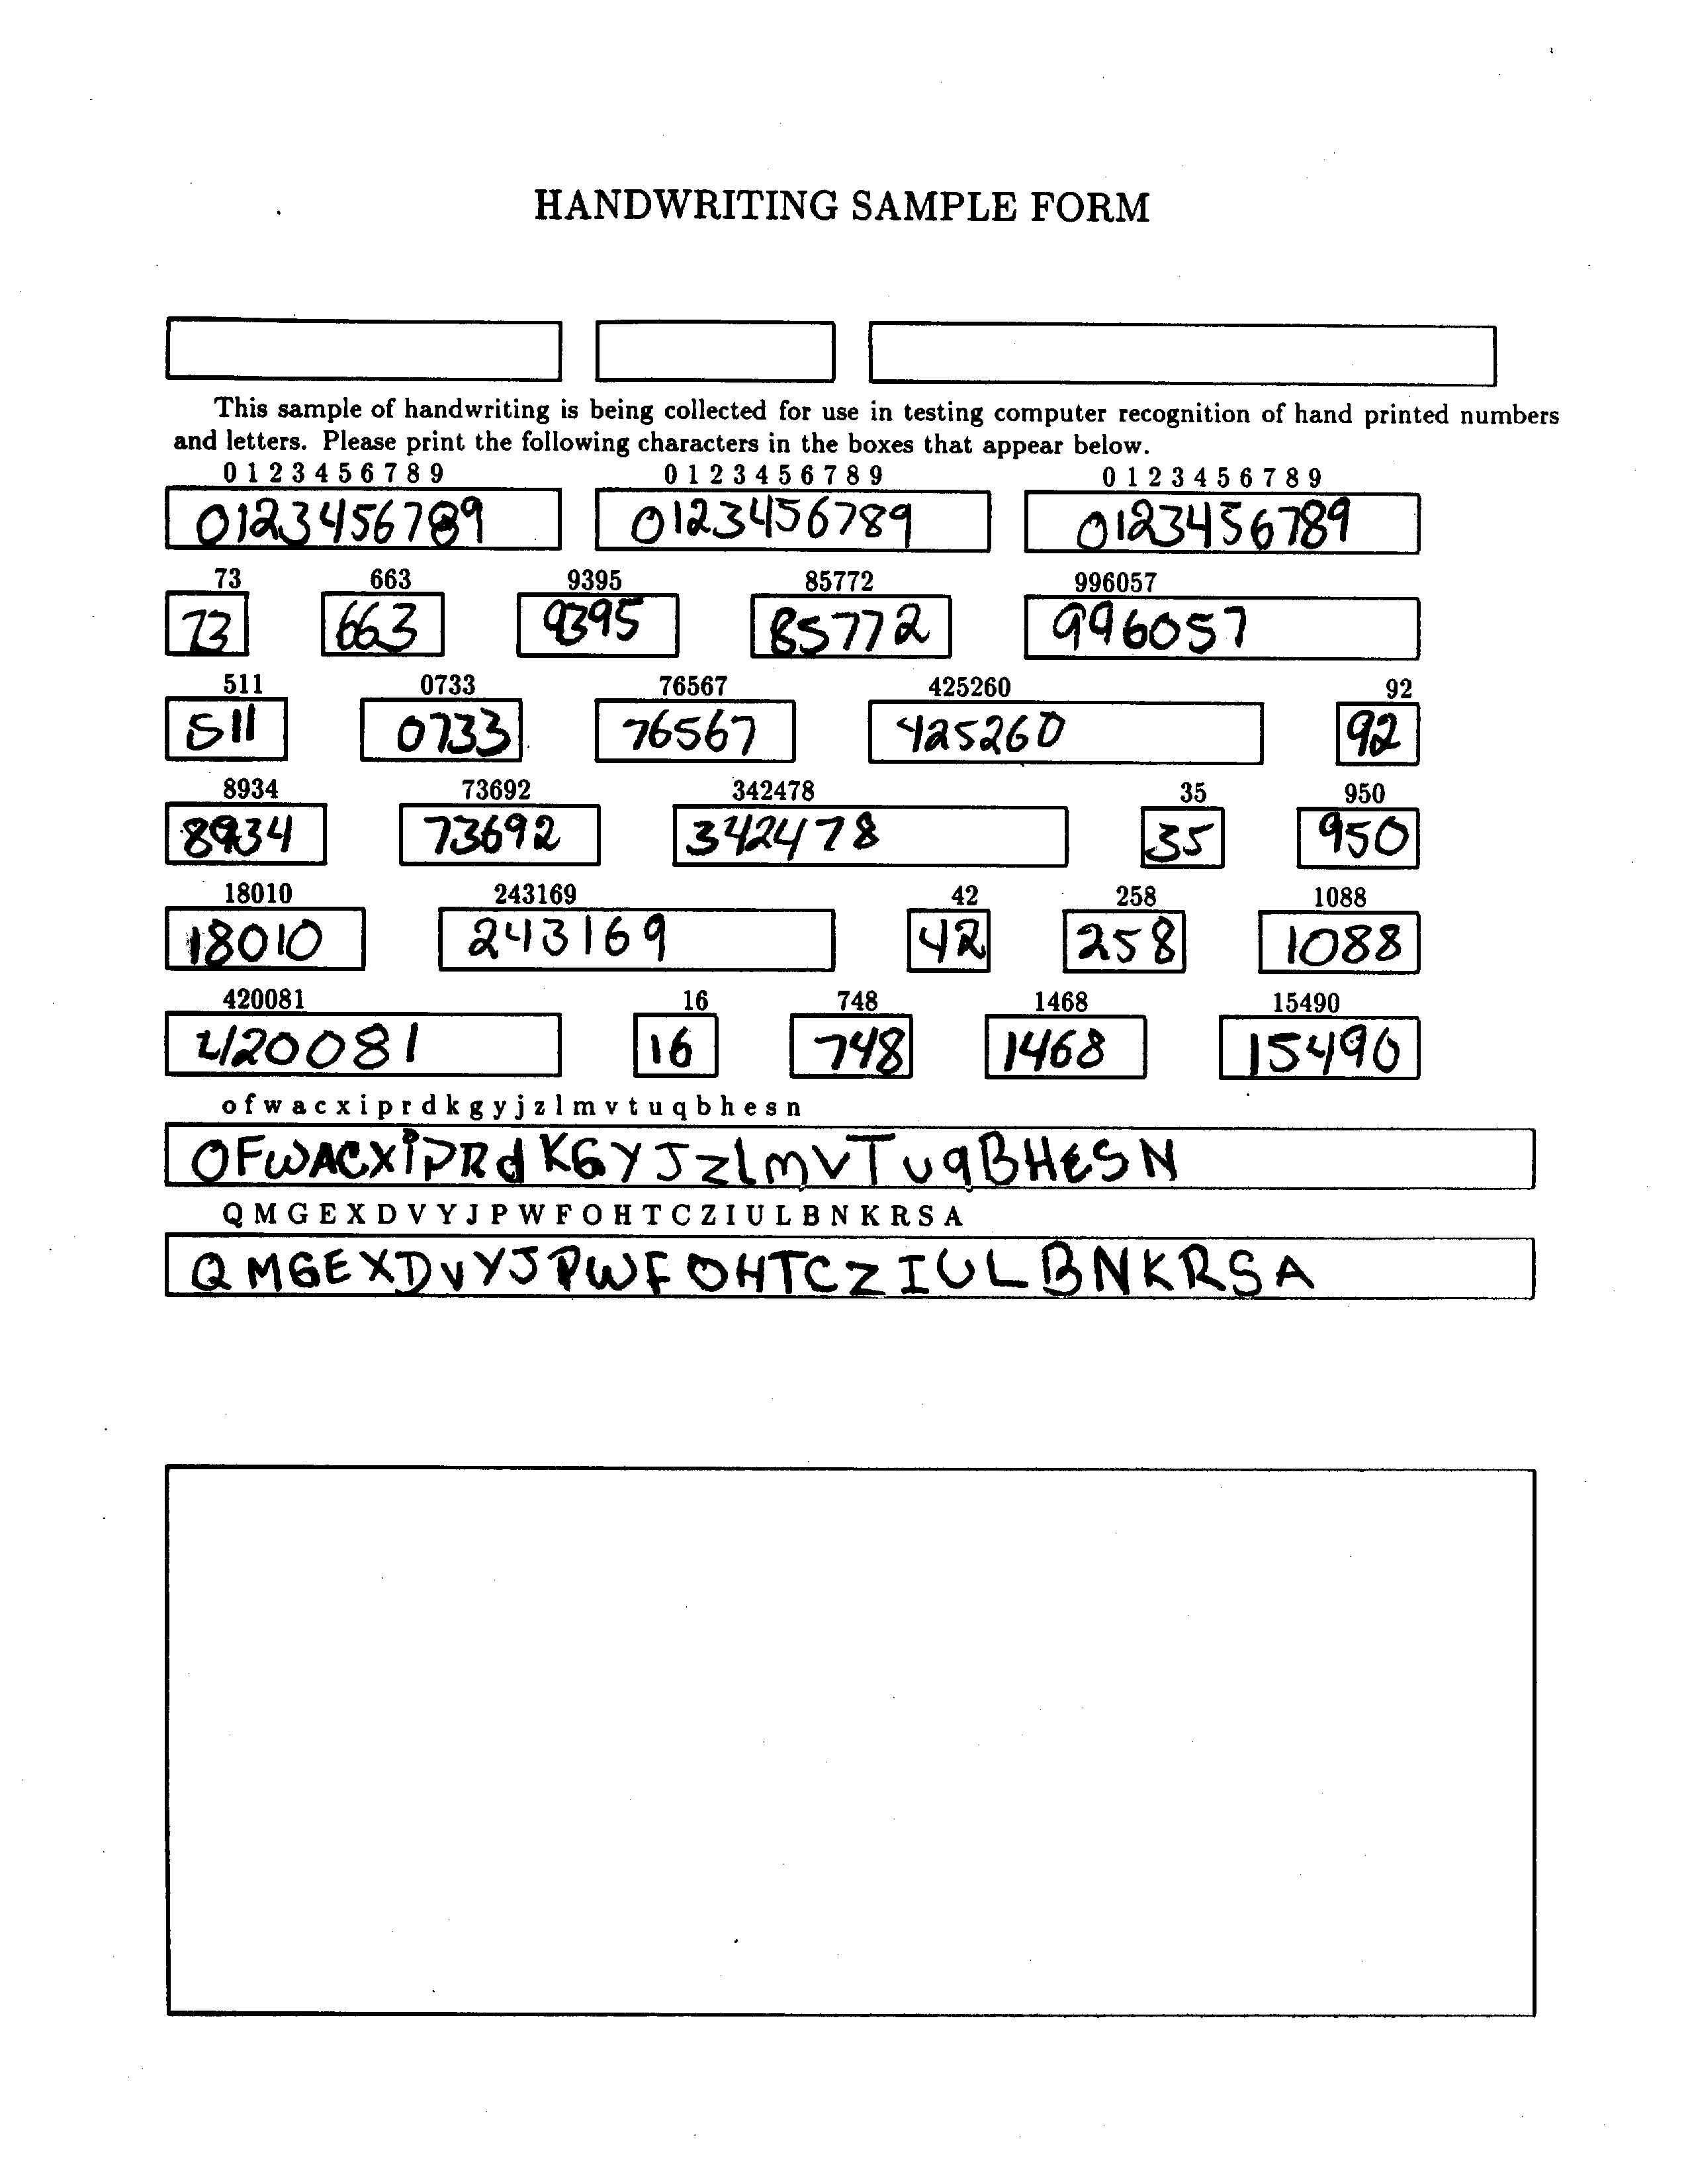 HANDWRITING SAMPLE FORM
This sample of handwriting is being collected for use in testing computer recognition of hand printed numbers
and letters. Please print the following characters in the boxes that appear below.
0 1 2 3 4 5 6 7 8 9 0 1 2 3 4 5 6 7 8 9 0 1 2 3 4 5 6 7 8 9
0123456789 0123456789 0123456789
73 663 9395 85772 996057
73 663 9395 85772 996057
511 0733 76567 425260 92
511 0733 76567 425260 92
8934 73692 342478 35 950
8934 73692 342478 35 950
18010 243169 42 258 1088
18010 243169 42 258 1088
420081 16 748 1468 15490
420081 16 748 1468 15490
o f w a c x i p r d k g y j z l m v t u q b h e s n
OFWACXiPRdKGYJzlmVTuqBHESN
Q M G E X D V Y J P W F O H T C Z I U L B N K R S A
QMGEXDVYJPWFOHTCZIULBNKRSA